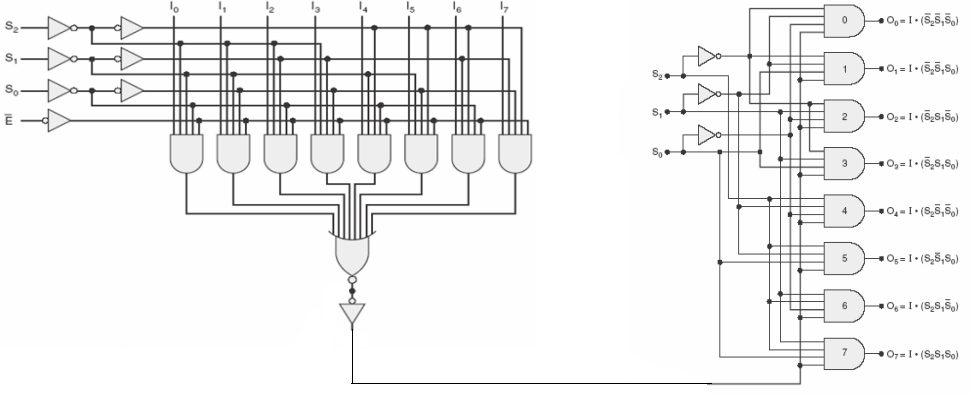 I0 I1 I2 I3 I4 I5 I6 I7
S2
S1
S0
E̅
S2
S1
S0
0
1
2
3
4
5
6
7
O0 = I • (S̅2S̅1S̅0)
O1 = I • (S̅2S̅1S0)
O2 = I • (S̅2S1S̅0)
O3 = I • (S̅2S1S0)
O4 = I • (S2S̅1S̅0)
O5 = I • (S2S̅1S0)
O6 = I • (S2S1S̅0)
O7 = I • (S2S1S0)